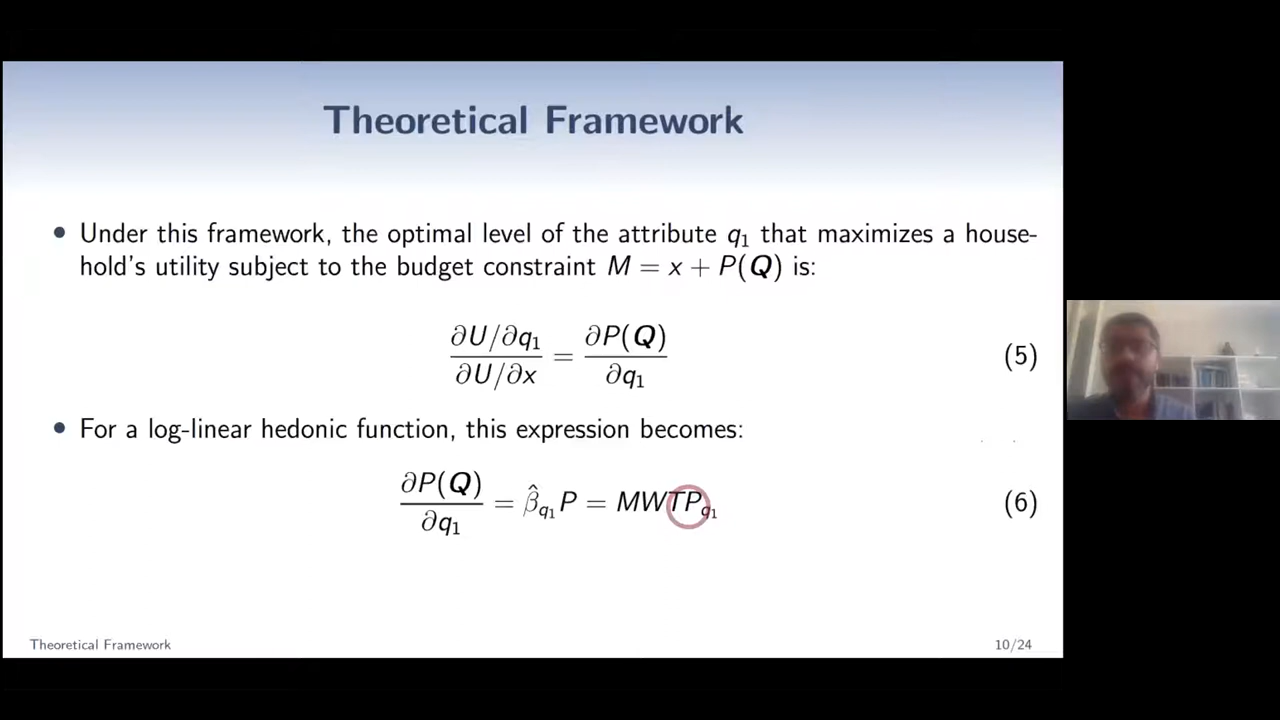 Theoretical Framework
• Under this framework, the optimal level of the attribute q₁ that maximizes a house-
hold's utility subject to the budget constraint M = x + P(Q) is:
∂U/∂q₁ / ∂U/∂x = ∂P(Q) / ∂q₁ (5)
• For a log-linear hedonic function, this expression becomes:
∂P(Q) / ∂q₁ = β̂q₁ P = MWTPq₁ (6)
Theoretical Framework 10/24